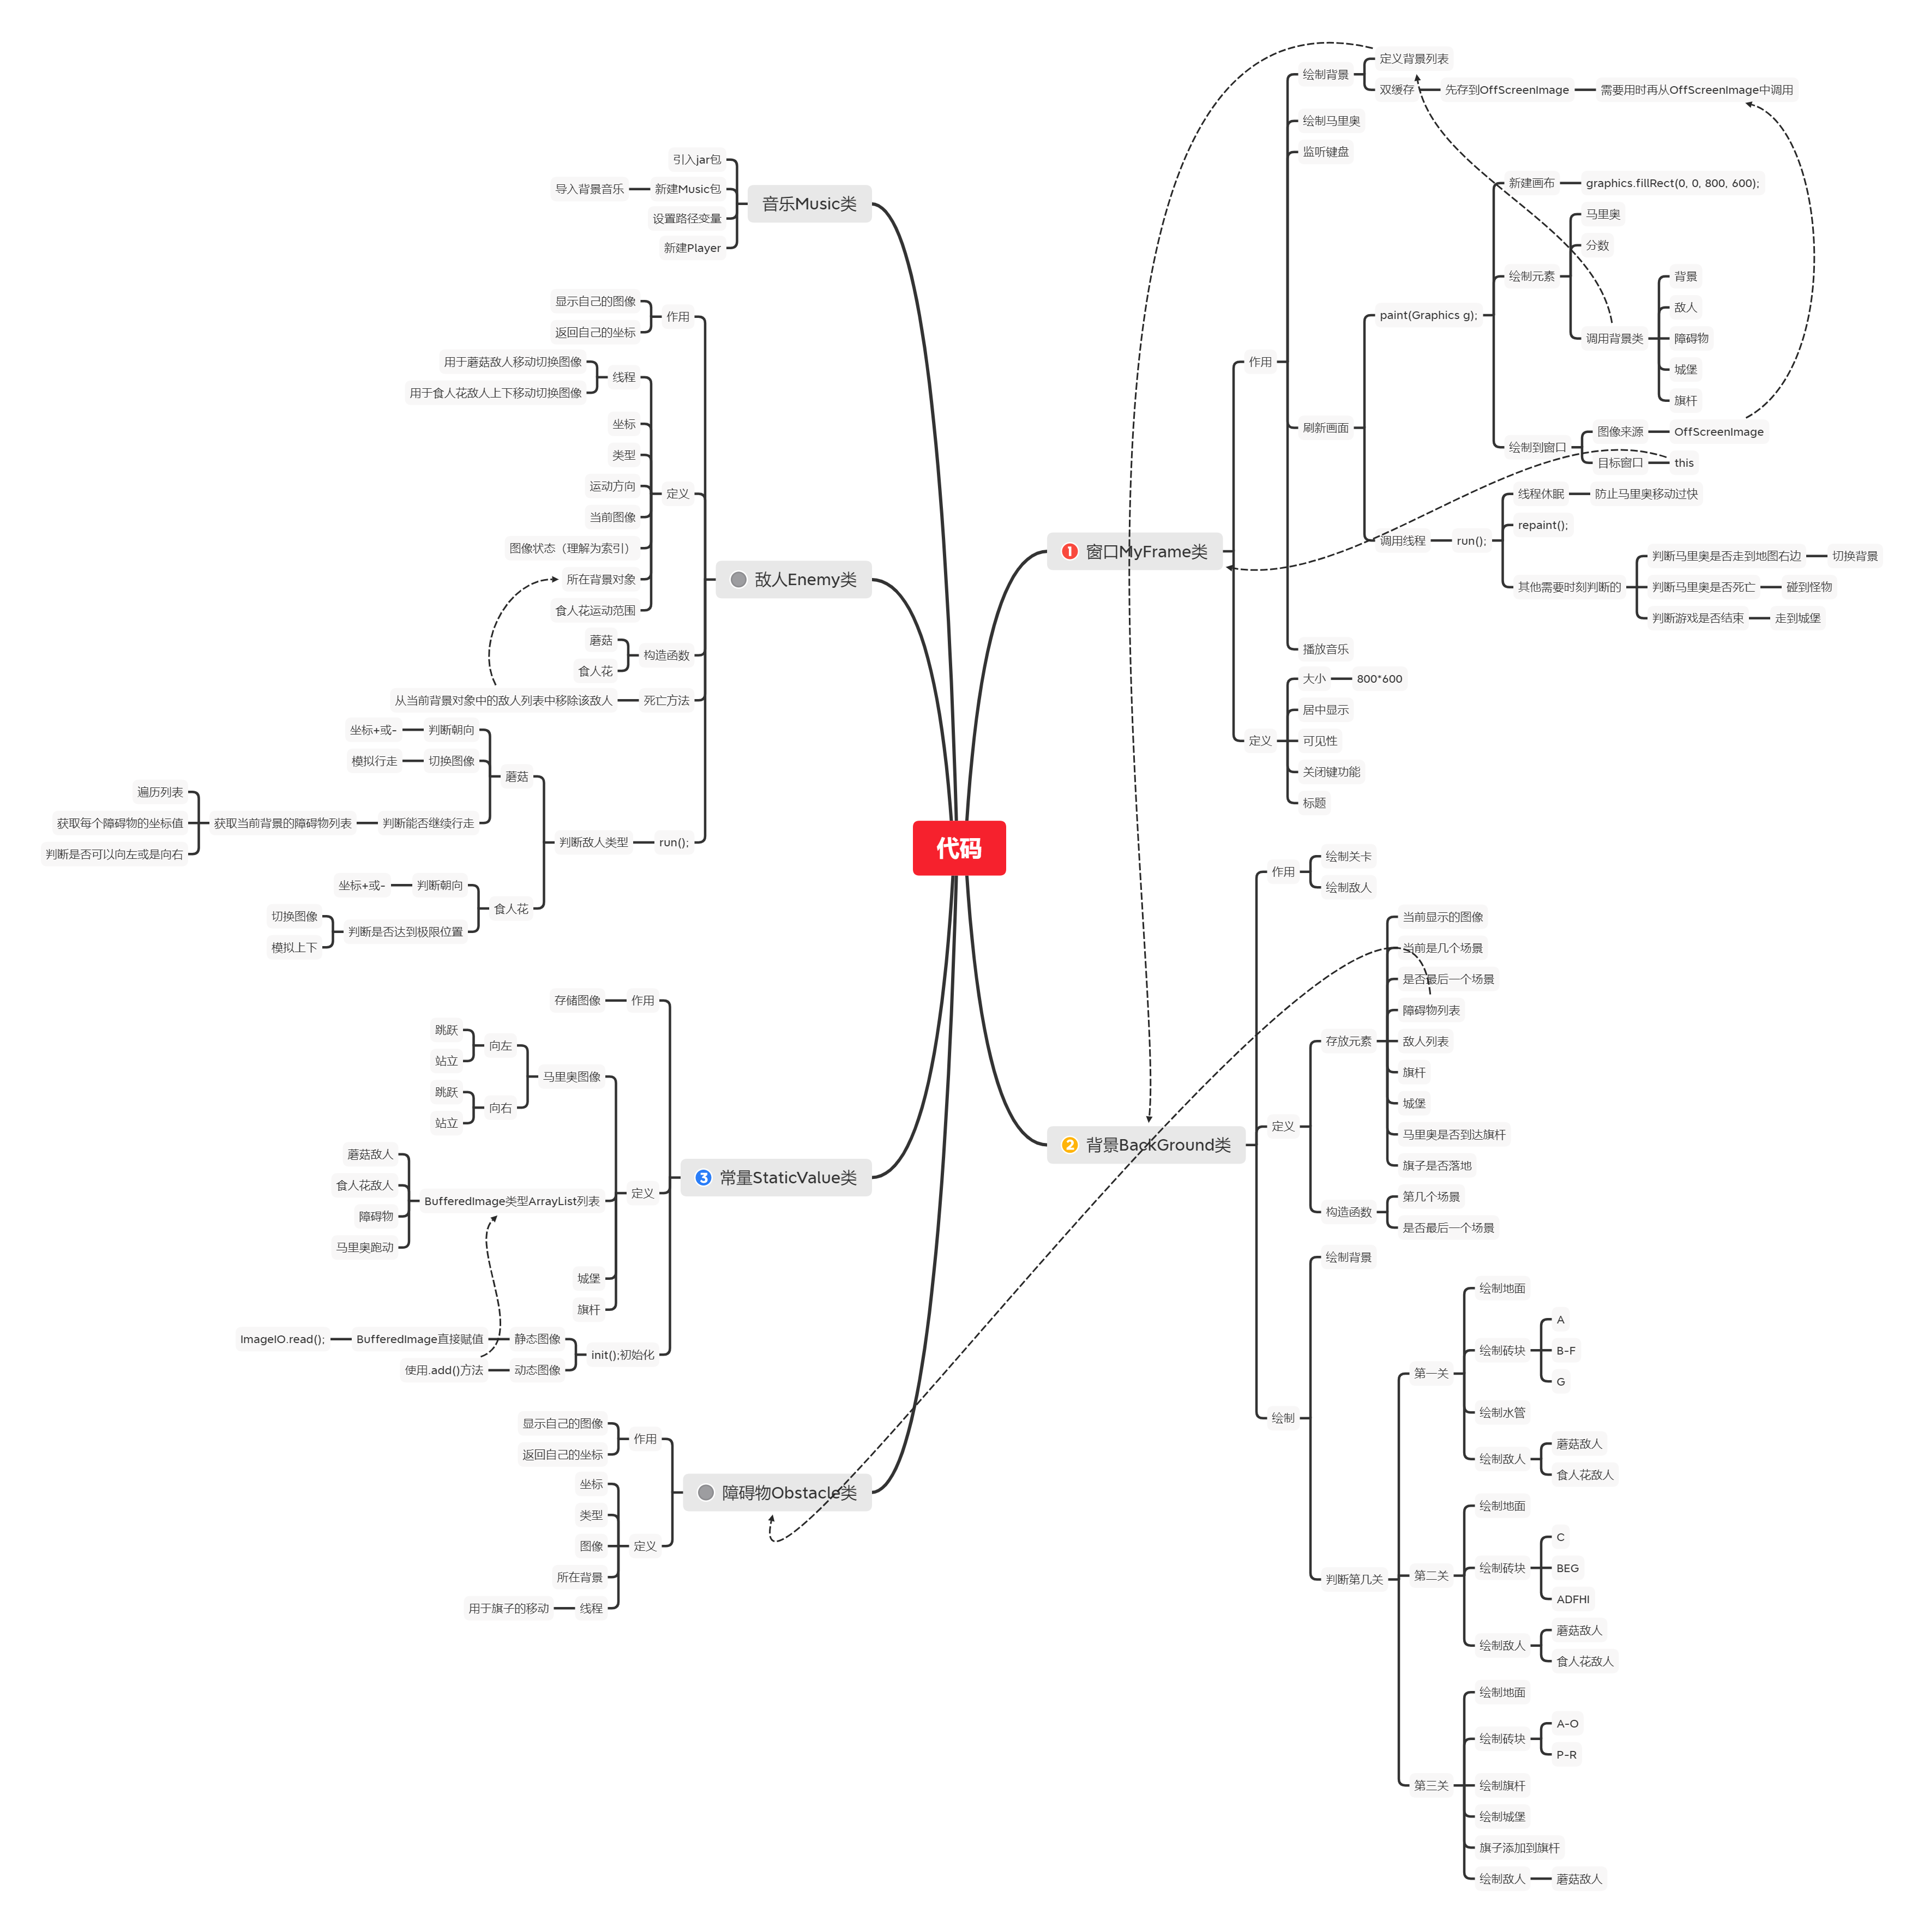 代码
1 窗口MyFrame类
作用
绘制背景
定义背景列表
双缓存
先存到OffScreenImage
需要用时再从OffScreenImage中调用
绘制马里奥
监听键盘
刷新画面
paint(Graphics g);
新建画布
graphics.fillRect(0, 0, 800, 600);
绘制元素
马里奥
分数
调用背景类
背景
敌人
障碍物
城堡
旗杆
绘制到窗口
图像来源
OffScreenImage
目标窗口
this
调用线程
run();
线程休眠
防止马里奥移动过快
repaint();
其他需要时刻判断的
判断马里奥是否走到地图右边
切换背景
判断马里奥是否死亡
碰到怪物
判断游戏是否结束
走到城堡
播放音乐
定义
大小
800*600
居中显示
可见性
关闭键功能
标题
2 背景BackGround类
作用
绘制关卡
绘制敌人
定义
存放元素
当前显示的图像
当前是几个场景
是否最后一个场景
障碍物列表
敌人列表
旗杆
城堡
马里奥是否到达旗杆
旗子是否落地
构造函数
第几个场景
是否最后一个场景
绘制
绘制背景
判断第几关
第一关
绘制地面
绘制砖块
A
B-F
G
绘制水管
绘制敌人
蘑菇敌人
食人花敌人
第二关
绘制地面
绘制砖块
C
BEG
ADFHI
绘制敌人
蘑菇敌人
食人花敌人
第三关
绘制地面
绘制砖块
A-O
P-R
绘制旗杆
绘制城堡
旗子添加到旗杆
绘制敌人
蘑菇敌人
音乐Music类
引入jar包
新建Music包
导入背景音乐
设置路径变量
新建Player
敌人Enemy类
作用
显示自己的图像
返回自己的坐标
定义
线程
用于蘑菇敌人移动切换图像
用于食人花敌人上下移动切换图像
坐标
类型
运动方向
当前图像
图像状态（理解为索引）
所在背景对象
食人花运动范围
构造函数
蘑菇
食人花
死亡方法
从当前背景对象中的敌人列表中移除该敌人
run();
判断敌人类型
蘑菇
判断朝向
坐标+或-
切换图像
模拟行走
判断能否继续行走
获取当前背景的障碍物列表
遍历列表
获取每个障碍物的坐标值
判断是否可以向左或是向右
食人花
判断朝向
坐标+或-
判断是否达到极限位置
切换图像
模拟上下
3 常量StaticValue类
作用
存储图像
定义
马里奥图像
向左
跳跃
站立
向右
跳跃
站立
BufferedImage类型ArrayList列表
蘑菇敌人
食人花敌人
障碍物
马里奥跑动
城堡
旗杆
init();初始化
静态图像
BufferedImage直接赋值
ImageIO.read();
动态图像
使用.add()方法
障碍物Obstacle类
作用
显示自己的图像
返回自己的坐标
定义
坐标
类型
图像
所在背景
线程
用于旗子的移动